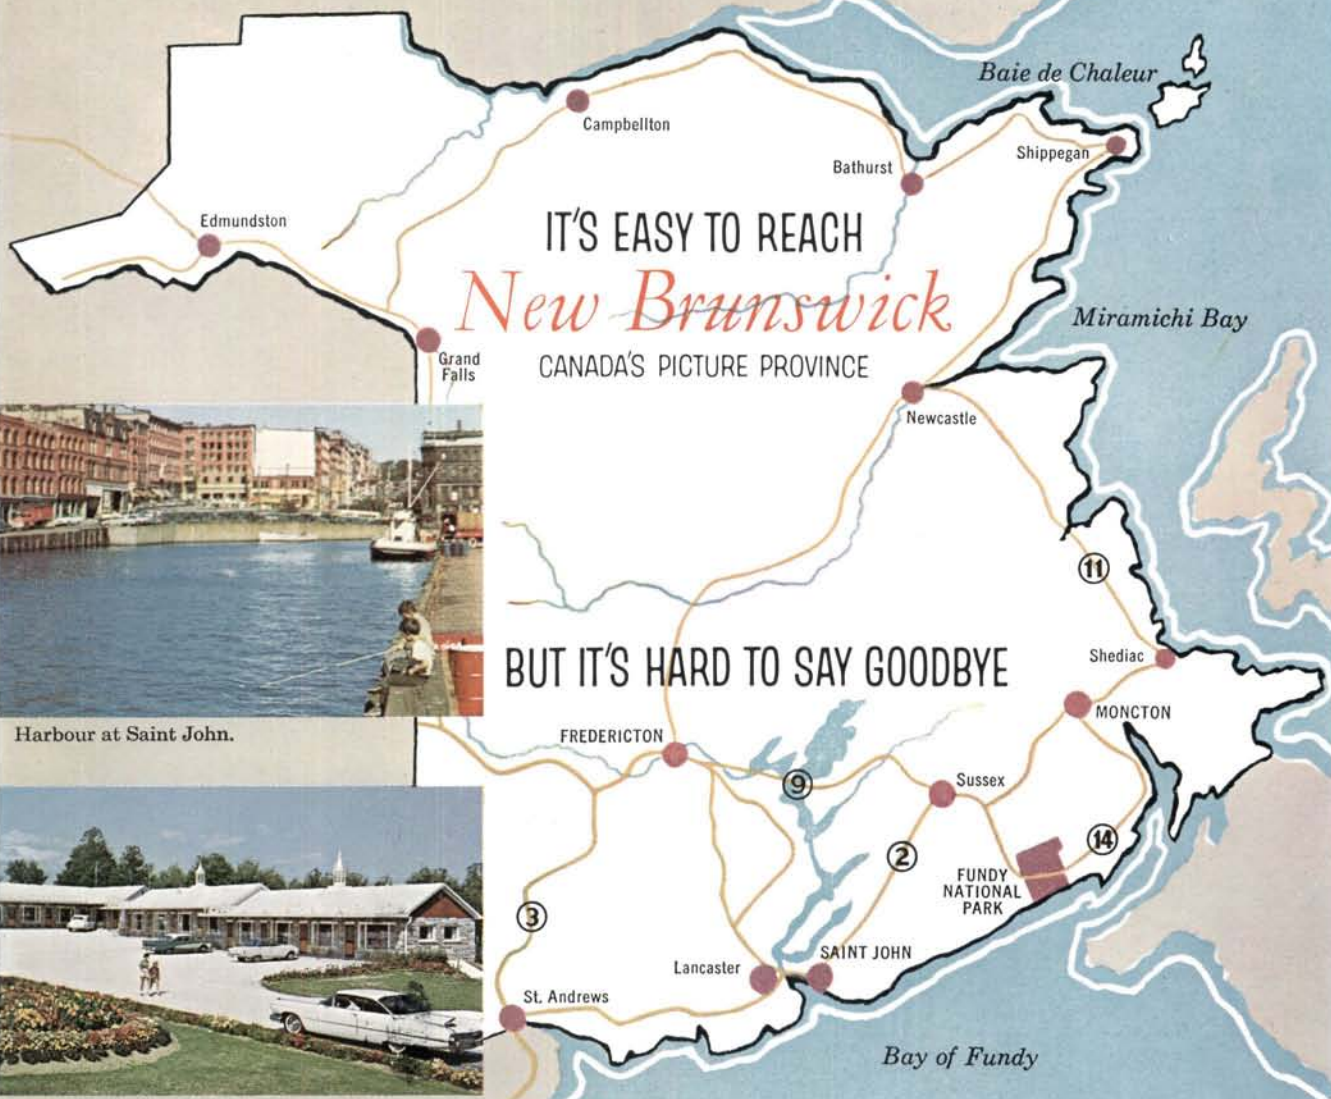 Baie de Chaleur
Campbellton
Shippegan
Bathurst
Edmundston
IT'S EASY TO REACH
New Brunswick
CANADA'S PICTURE PROVINCE
Miramichi Bay
Grand
Falls
Newcastle
11
BUT IT'S HARD TO SAY GOODBYE
Shediac
MONCTON
Harbour at Saint John.
FREDERICTON
9
Sussex
14
2
FUNDY
NATIONAL
PARK
3
SAINT JOHN
Lancaster
St. Andrews
Bay of Fundy